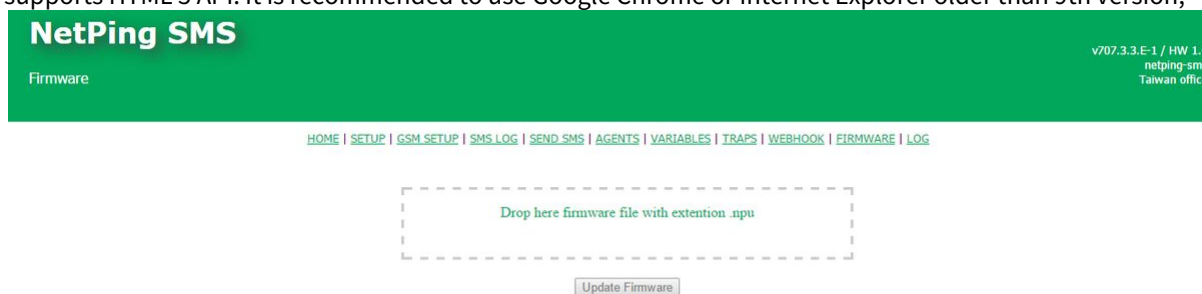 supports HTML 5 API. It is recommended to use Google Chrome or Internet Explorer older than 9th version;
NetPing SMS
Firmware
v707.3.3.E-1 / HW 1.
netping-sm
Taiwan offic
HOME | SETUP | GSM SETUP | SMS LOG | SEND SMS | AGENTS | VARIABLES | TRAPS | WEBHOOK | FIRMWARE | LOG
Drop here firmware file with extention .npu
Update Firmware